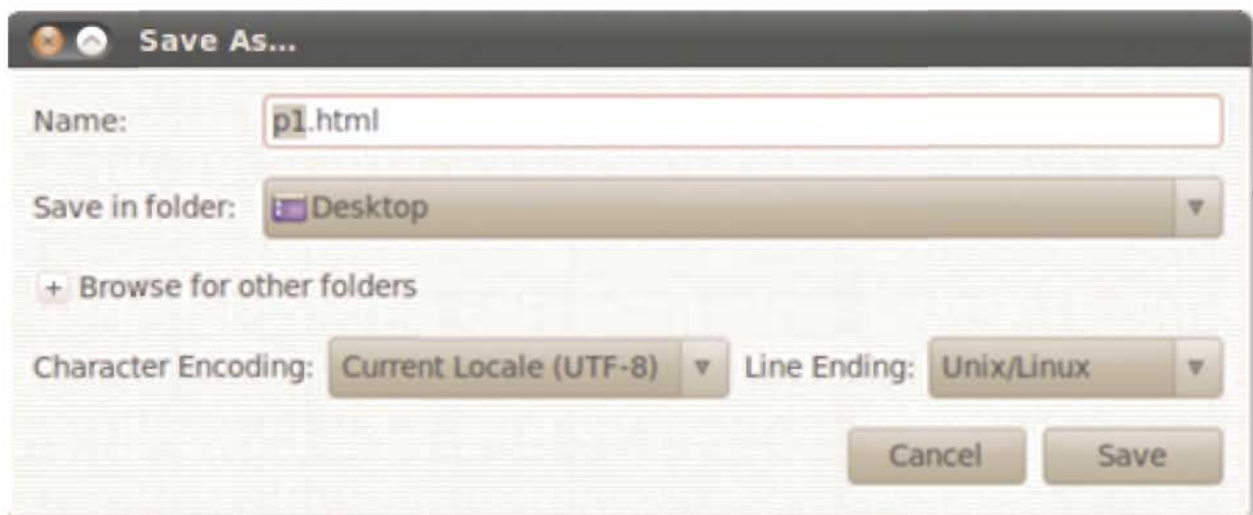 Save As...
Name: p1.html
Save in folder: Desktop
+ Browse for other folders
Character Encoding: Current Locale (UTF-8) Line Ending: Unix/Linux
Cancel Save